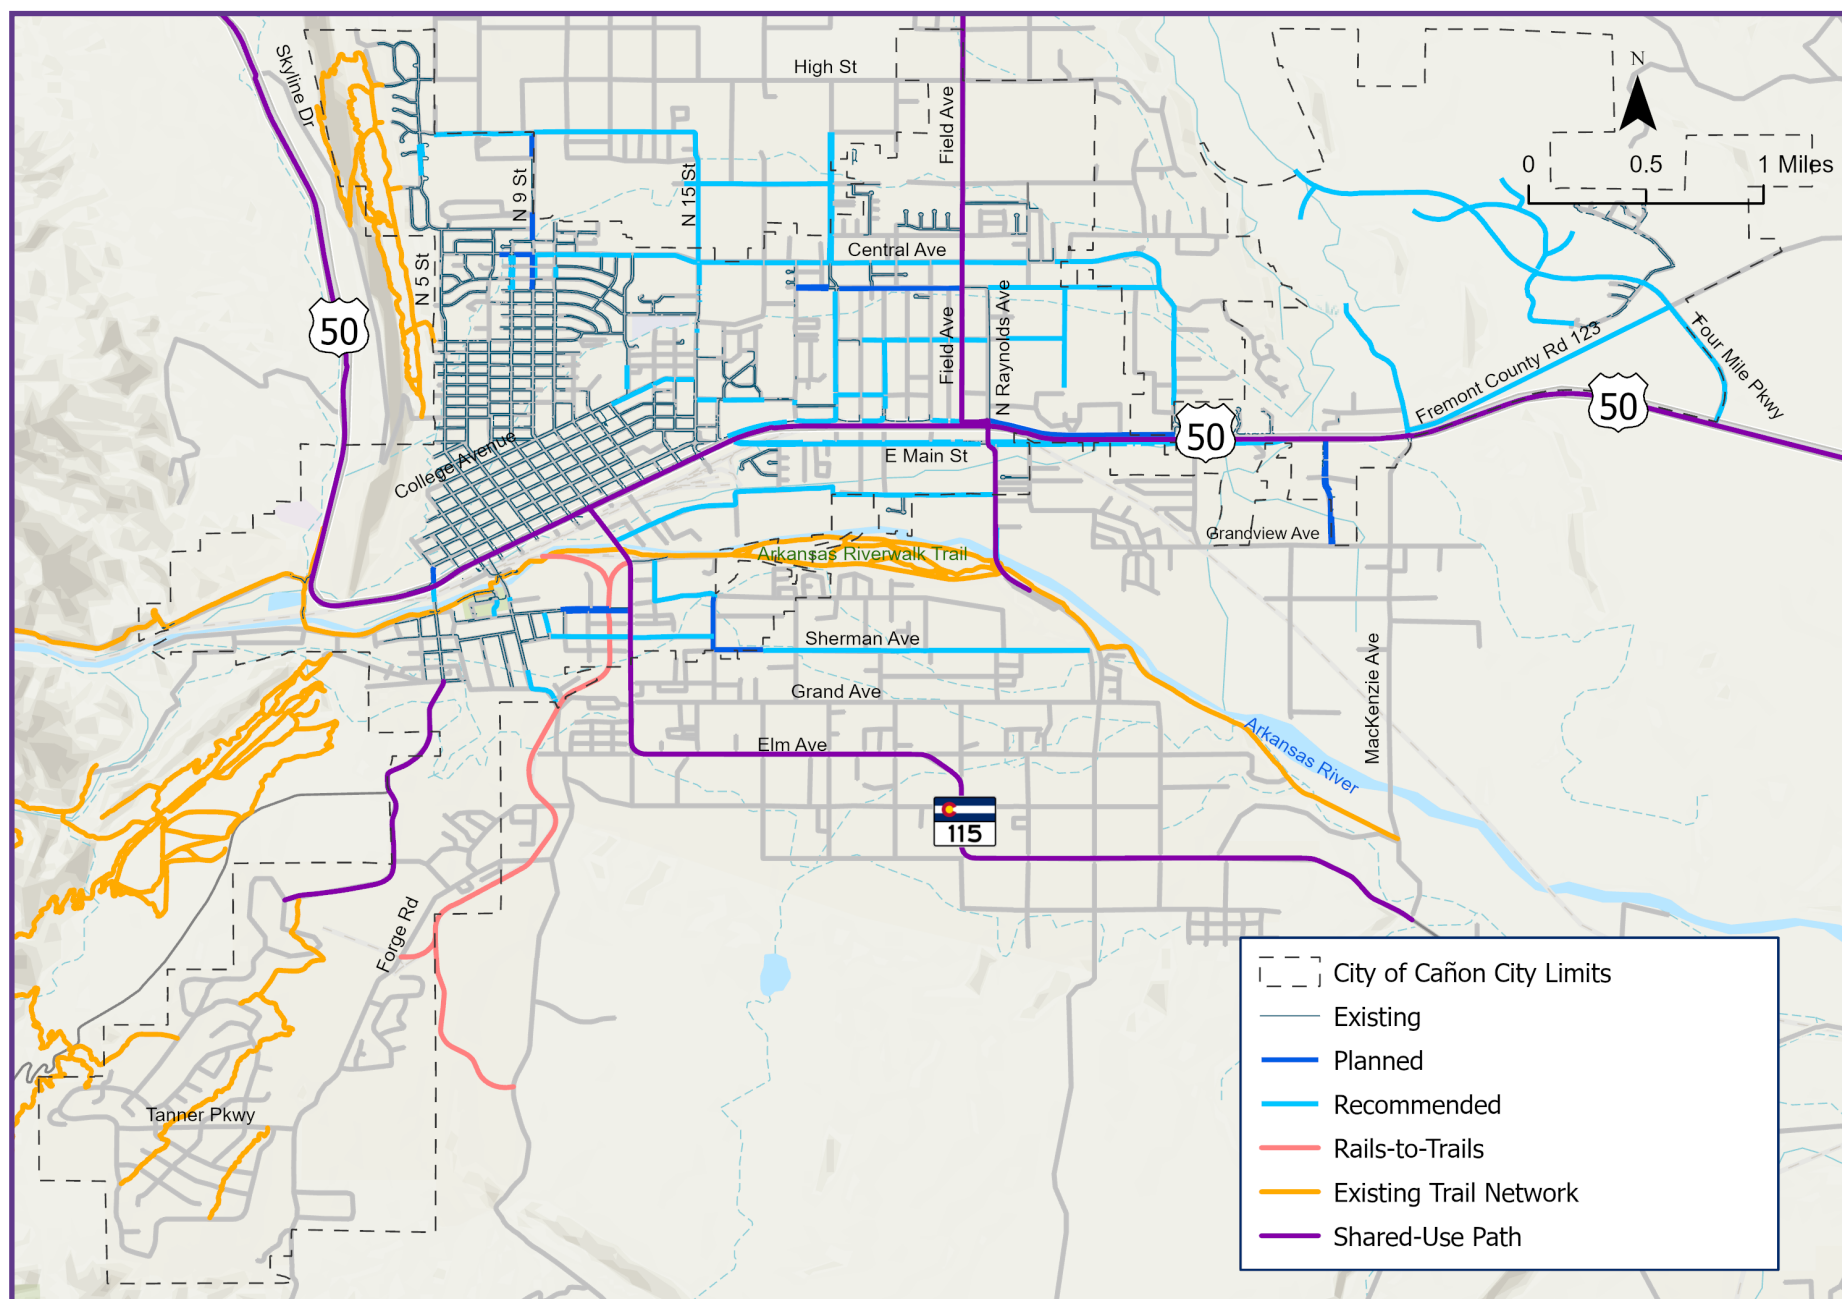 High St
Skyline Dr
Field Ave
N
0 0.5 1 Miles
N 9 St
N 15 St
Central Ave
N 5 St
50
Field Ave
N Raynolds Ave
Fremont County Rd 123
Four Mile Pkwy
50
50
College Avenue
E Main St
Grandview Ave
Arkansas Riverwalk Trail
Sherman Ave
Grand Ave
MacKenzie Ave
Elm Ave
Arkansas River
115
Forge Rd
Tanner Pkwy
City of Cañon City Limits
Existing
Planned
Recommended
Rails-to-Trails
Existing Trail Network
Shared-Use Path